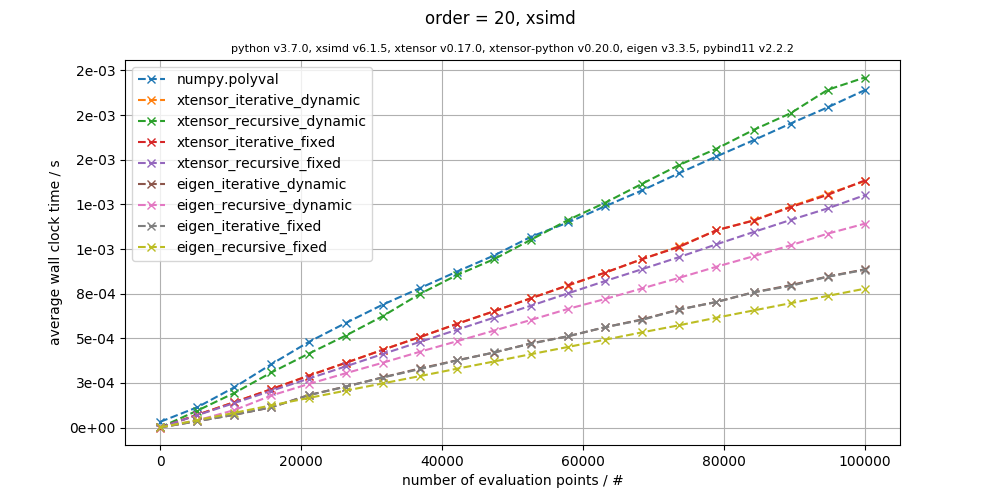 order = 20, xsimd
python v3.7.0, xsimd v6.1.5, xtensor v0.17.0, xtensor-python v0.20.0, eigen v3.3.5, pybind11 v2.2.2
2e-03
2e-03
2e-03
1e-03
1e-03
8e-04
5e-04
3e-04
0e+00
average wall clock time / s
numpy.polyval
xtensor_iterative_dynamic
xtensor_recursive_dynamic
xtensor_iterative_fixed
xtensor_recursive_fixed
eigen_iterative_dynamic
eigen_recursive_dynamic
eigen_iterative_fixed
eigen_recursive_fixed
0 20000 40000 60000 80000 100000
number of evaluation points / #